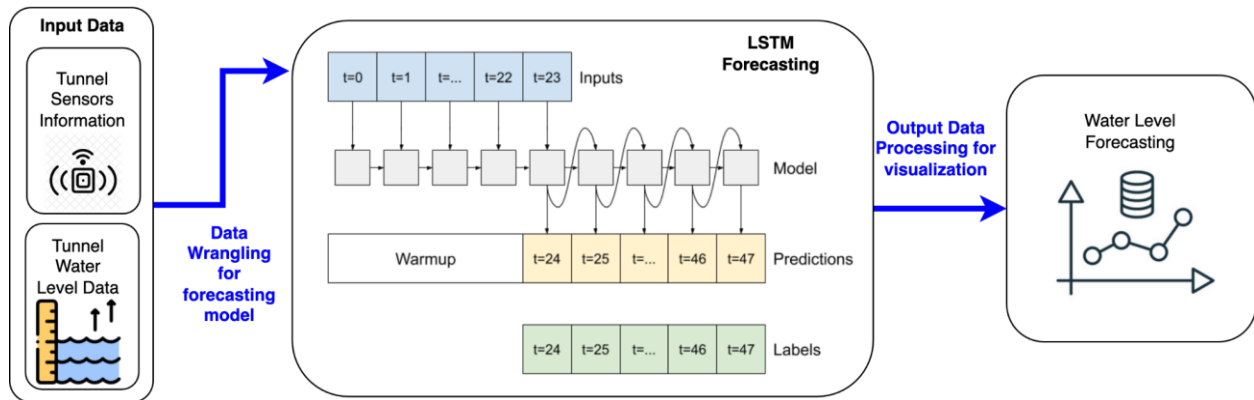 Input Data
Tunnel
Sensors
Information
Tunnel
Water
Level Data
Data
Wrangling
for
forecasting
model
LSTM
Forecasting
t=0 t=1 t=... t=22 t=23 Inputs
Model
Warmup t=24 t=25 t=... t=46 t=47 Predictions
t=24 t=25 t=... t=46 t=47 Labels
Output Data
Processing for
visualization
Water Level
Forecasting